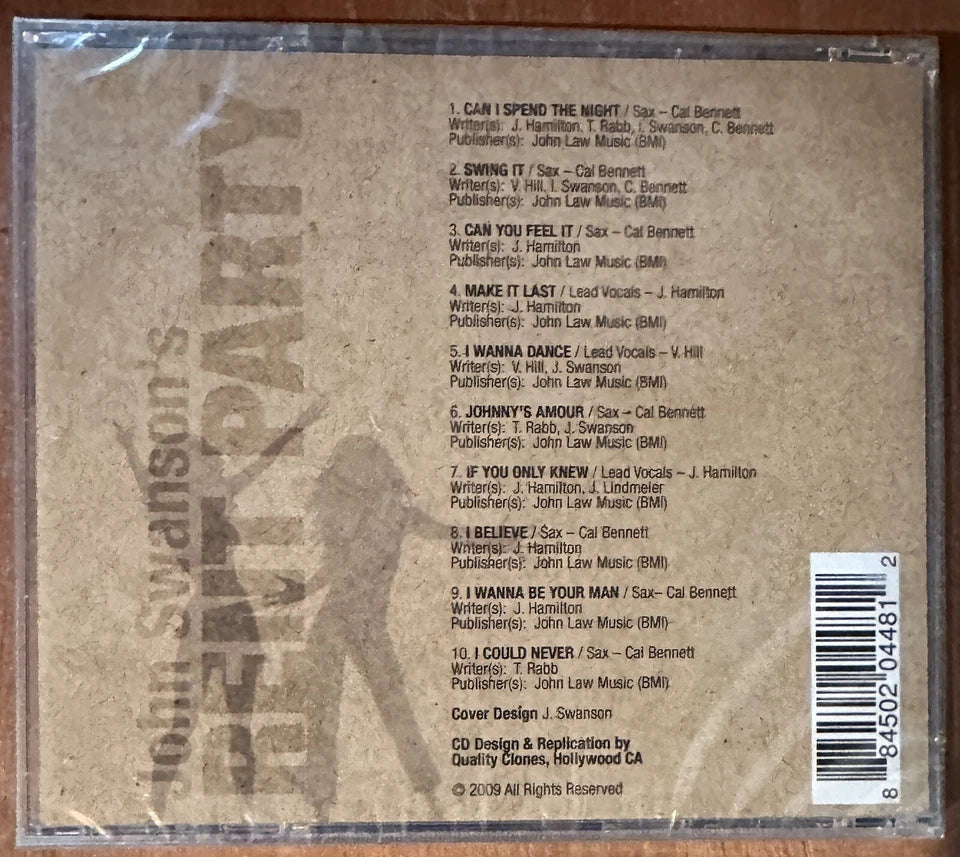 John Swanson's
RENT PARTY
1. CAN I SPEND THE NIGHT / Sax – Cal Bennett
Writer(s): J. Hamilton, T. Rabb, I. Swanson, C. Bennett
Publisher(s): John Law Music (BMI)
2. SWING IT / Sax – Cal Bennett
Writer(s): V. Hill, I. Swanson, C. Bennett
Publisher(s): John Law Music (BMI)
3. CAN YOU FEEL IT / Sax – Cal Bennett
Writer(s): J. Hamilton
Publisher(s): John Law Music (BMI)
4. MAKE IT LAST / Lead Vocals – J. Hamilton
Writer(s): J. Hamilton
Publisher(s): John Law Music (BMI)
5. I WANNA DANCE / Lead Vocals – V. Hill
Writer(s): V. Hill, J. Swanson
Publisher(s): John Law Music (BMI)
6. JOHNNY'S AMOUR / Sax – Cal Bennett
Writer(s): T. Rabb, J. Swanson
Publisher(s): John Law Music (BMI)
7. IF YOU ONLY KNEW / Lead Vocals – J. Hamilton
Writer(s): J. Hamilton, J. Lindmeier
Publisher(s): John Law Music (BMI)
8. I BELIEVE / Sax – Cal Bennett
Writer(s): J. Hamilton
Publisher(s): John Law Music (BMI)
9. I WANNA BE YOUR MAN / Sax– Cal Bennett
Writer(s): J. Hamilton
Publisher(s): John Law Music (BMI)
10. I COULD NEVER / Sax – Cal Bennett
Writer(s): T. Rabb
Publisher(s): John Law Music (BMI)
Cover Design J. Swanson
CD Design & Replication by
Quality Clones, Hollywood CA
© 2009 All Rights Reserved
8 84502 04481 2